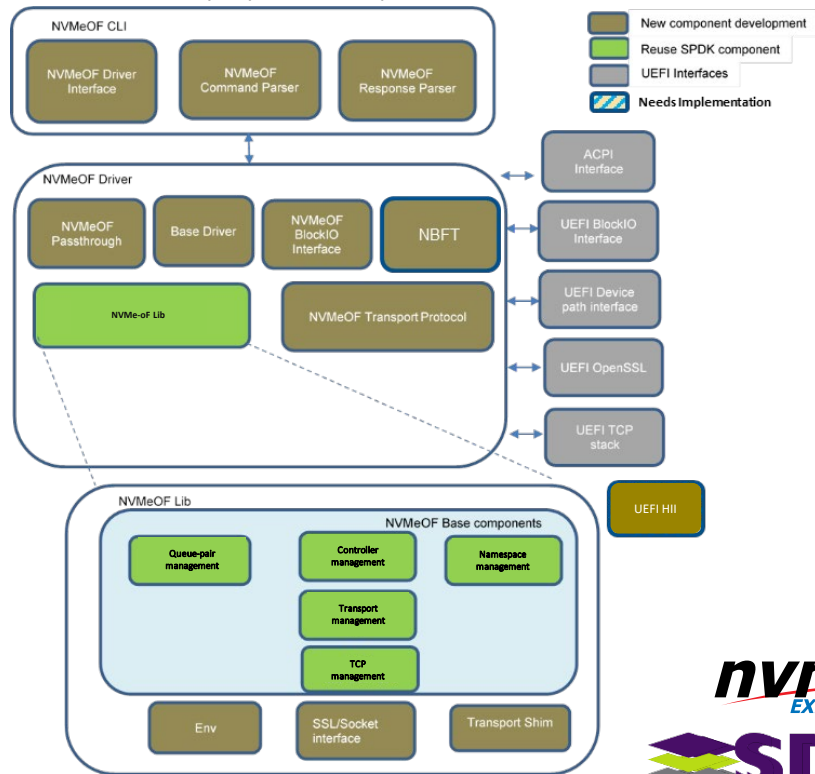 NVMeOF CLI
NVMeOF Driver
Interface
NVMeOF
Command Parser
NVMeOF
Response Parser
New component development
Reuse SPDK component
UEFI Interfaces
Needs Implementation
NVMeOF Driver
NVMeOF
Passthrough
Base Driver
NVMeOF
BlockIO
Interface
NBFT
NVMe-oF Lib
NVMeOF Transport Protocol
ACPI
Interface
UEFI BlockIO
Interface
UEFI Device
path interface
UEFI OpenSSL
UEFI TCP
stack
UEFI HII
NVMeOF Lib
NVMeOF Base components
Queue-pair
management
Controller
management
Namespace
management
Transport
management
TCP
management
Env
SSL/Socket
interface
Transport Shim